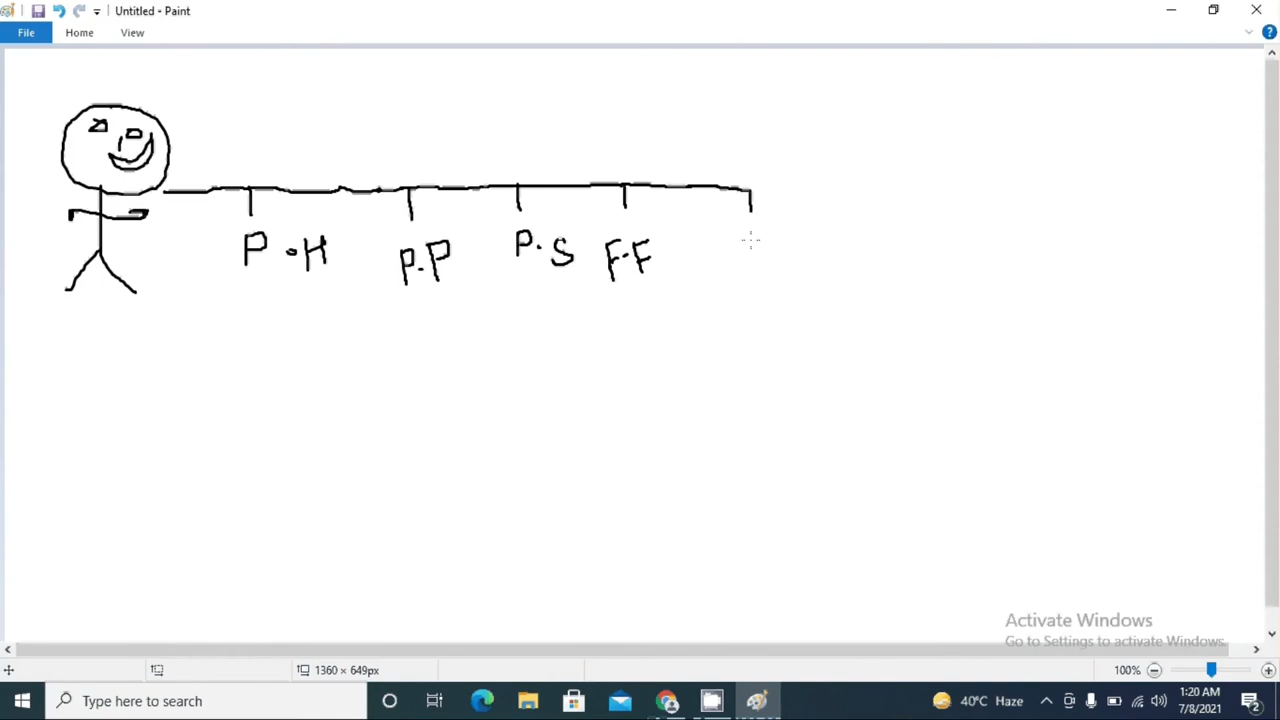 Untitled - Paint
File Home View
P.H P.P P.S F.F
Activate Windows
Go to Settings to activate Windows.
1360 × 649px 100%
Type here to search 40°C Haze 1:20 AM
7/8/2021 2